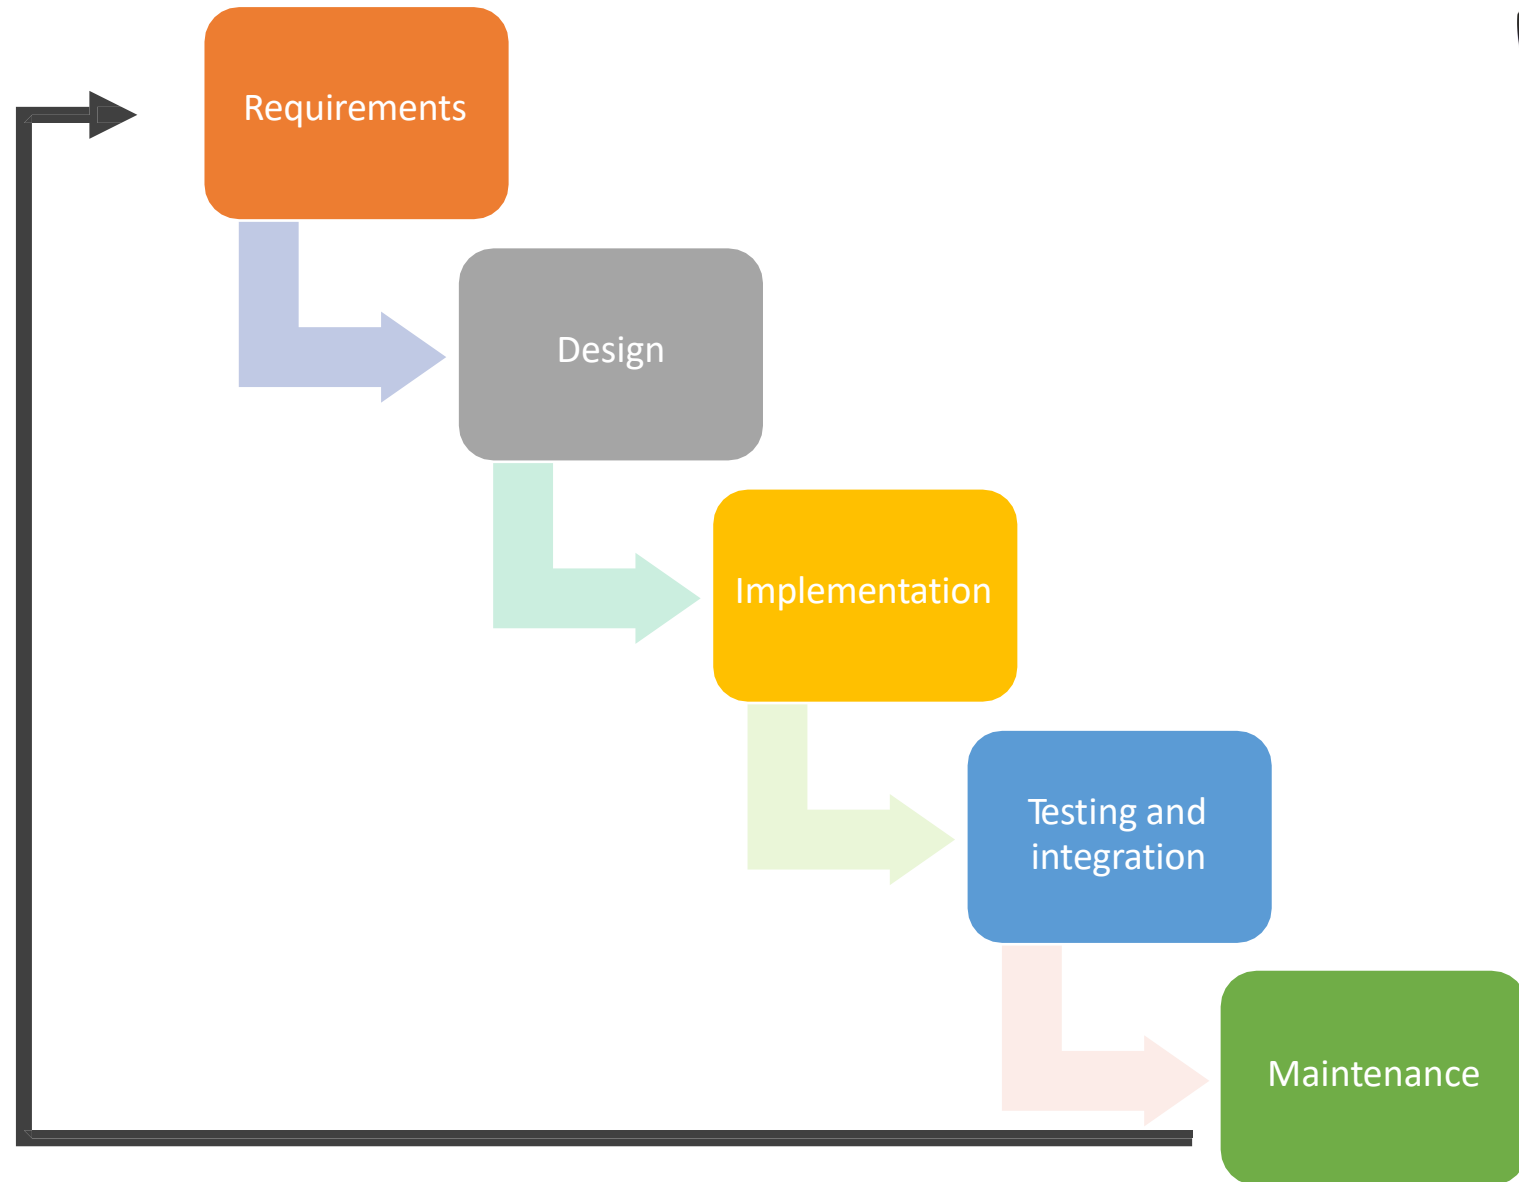 Requirements
Design
Implementation
Testing and
integration
Maintenance